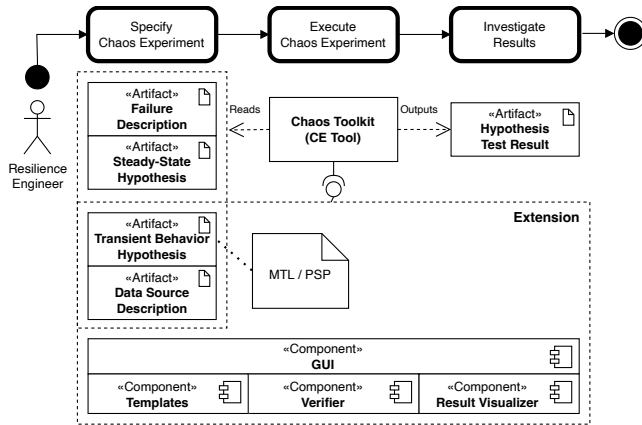 Specify
Chaos Experiment
Execute
Chaos Experiment
Investigate
Results
Resilience
Engineer
«Artifact»
Failure
Description
«Artifact»
Steady-State
Hypothesis
Reads
Chaos Toolkit
(CE Tool)
Outputs
«Artifact»
Hypothesis
Test Result
Extension
«Artifact»
Transient Behavior
Hypothesis
«Artifact»
Data Source
Description
MTL / PSP
«Component»
GUI
«Component»
Templates
«Component»
Verifier
«Component»
Result Visualizer